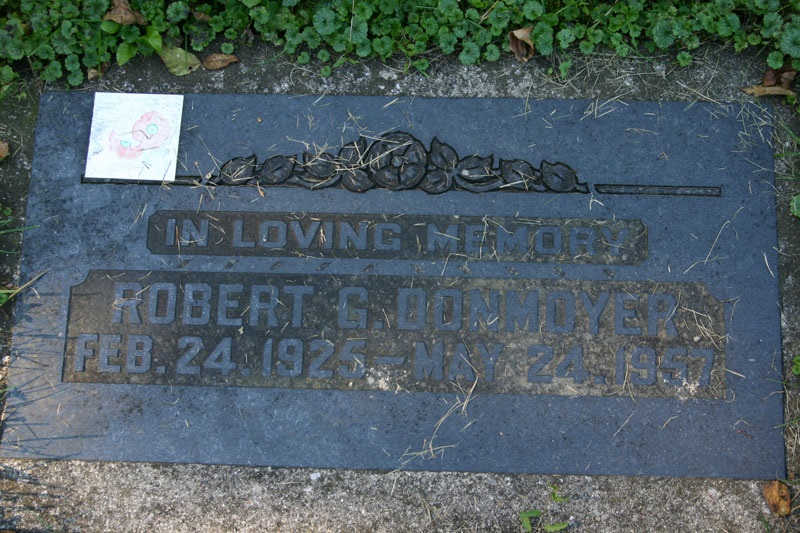 IN LOVING MEMORY
ROBERT G. DONMOYER
FEB. 24. 1925 — MAY 24. 1957